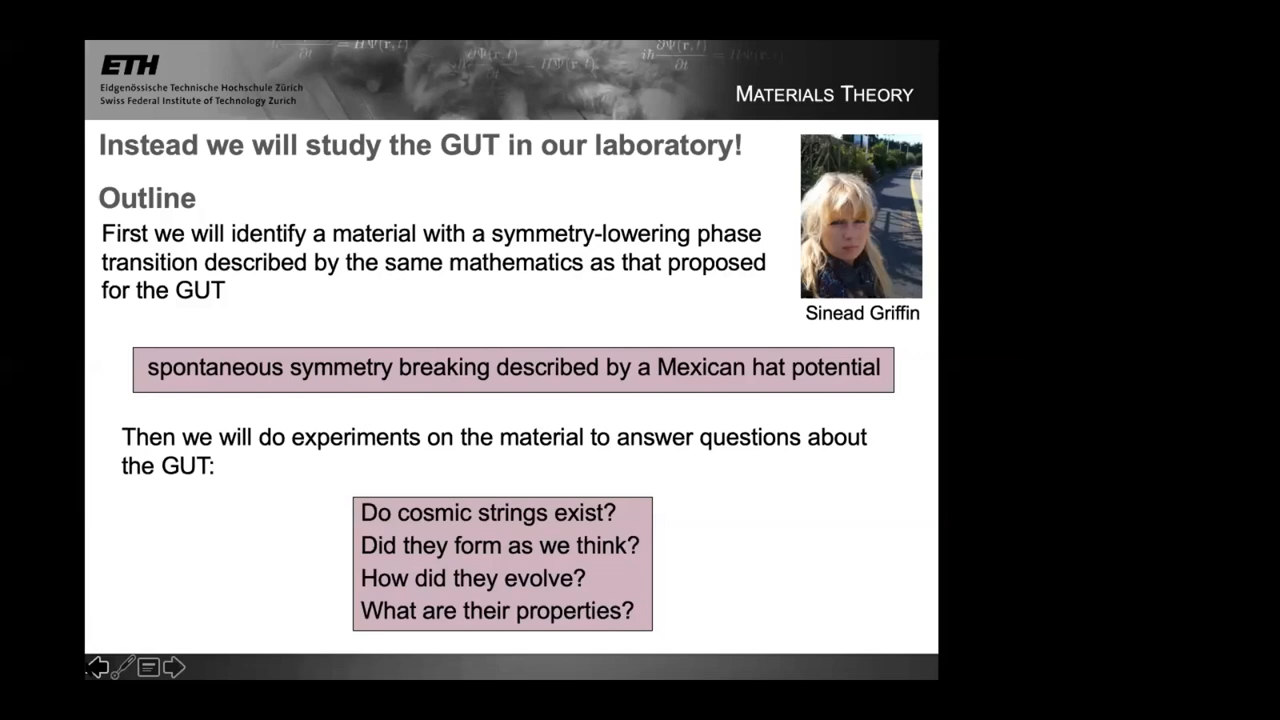 ETH
Eidgenössische Technische Hochschule Zürich
Swiss Federal Institute of Technology Zurich
MATERIALS THEORY
Instead we will study the GUT in our laboratory!
Outline
First we will identify a material with a symmetry-lowering phase
transition described by the same mathematics as that proposed
for the GUT
Sinead Griffin
spontaneous symmetry breaking described by a Mexican hat potential
Then we will do experiments on the material to answer questions about
the GUT:
Do cosmic strings exist?
Did they form as we think?
How did they evolve?
What are their properties?